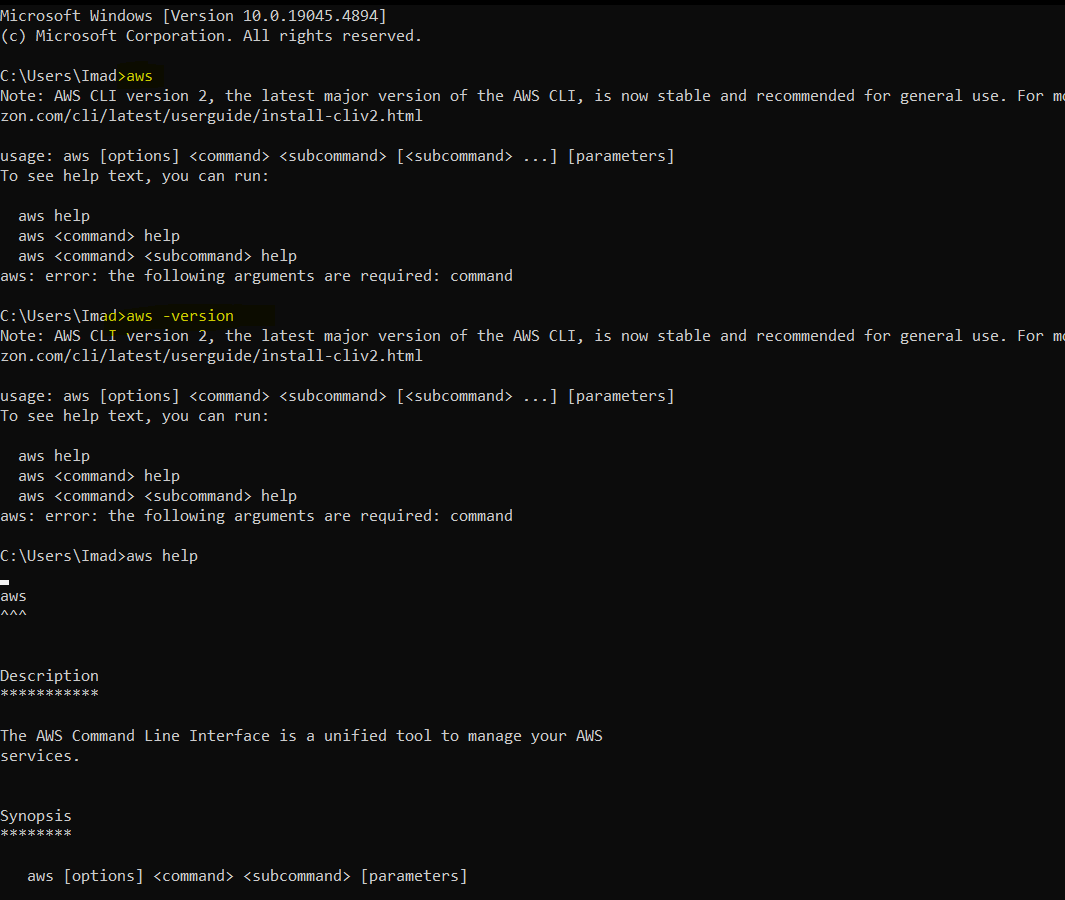 Microsoft Windows [Version 10.0.19045.4894]
(c) Microsoft Corporation. All rights reserved.
C:\Users\Imad>aws
Note: AWS CLI version 2, the latest major version of the AWS CLI, is now stable and recommended for general use. For mo
zon.com/cli/latest/userguide/install-cliv2.html
usage: aws [options] <command> <subcommand> [<subcommand> ...] [parameters]
To see help text, you can run:
aws help
aws <command> help
aws <command> <subcommand> help
aws: error: the following arguments are required: command
C:\Users\Imad>aws -version
Note: AWS CLI version 2, the latest major version of the AWS CLI, is now stable and recommended for general use. For mo
zon.com/cli/latest/userguide/install-cliv2.html
usage: aws [options] <command> <subcommand> [<subcommand> ...] [parameters]
To see help text, you can run:
aws help
aws <command> help
aws <command> <subcommand> help
aws: error: the following arguments are required: command
C:\Users\Imad>aws help
aws
^^^
Description
***********
The AWS Command Line Interface is a unified tool to manage your AWS
services.
Synopsis
********
aws [options] <command> <subcommand> [parameters]